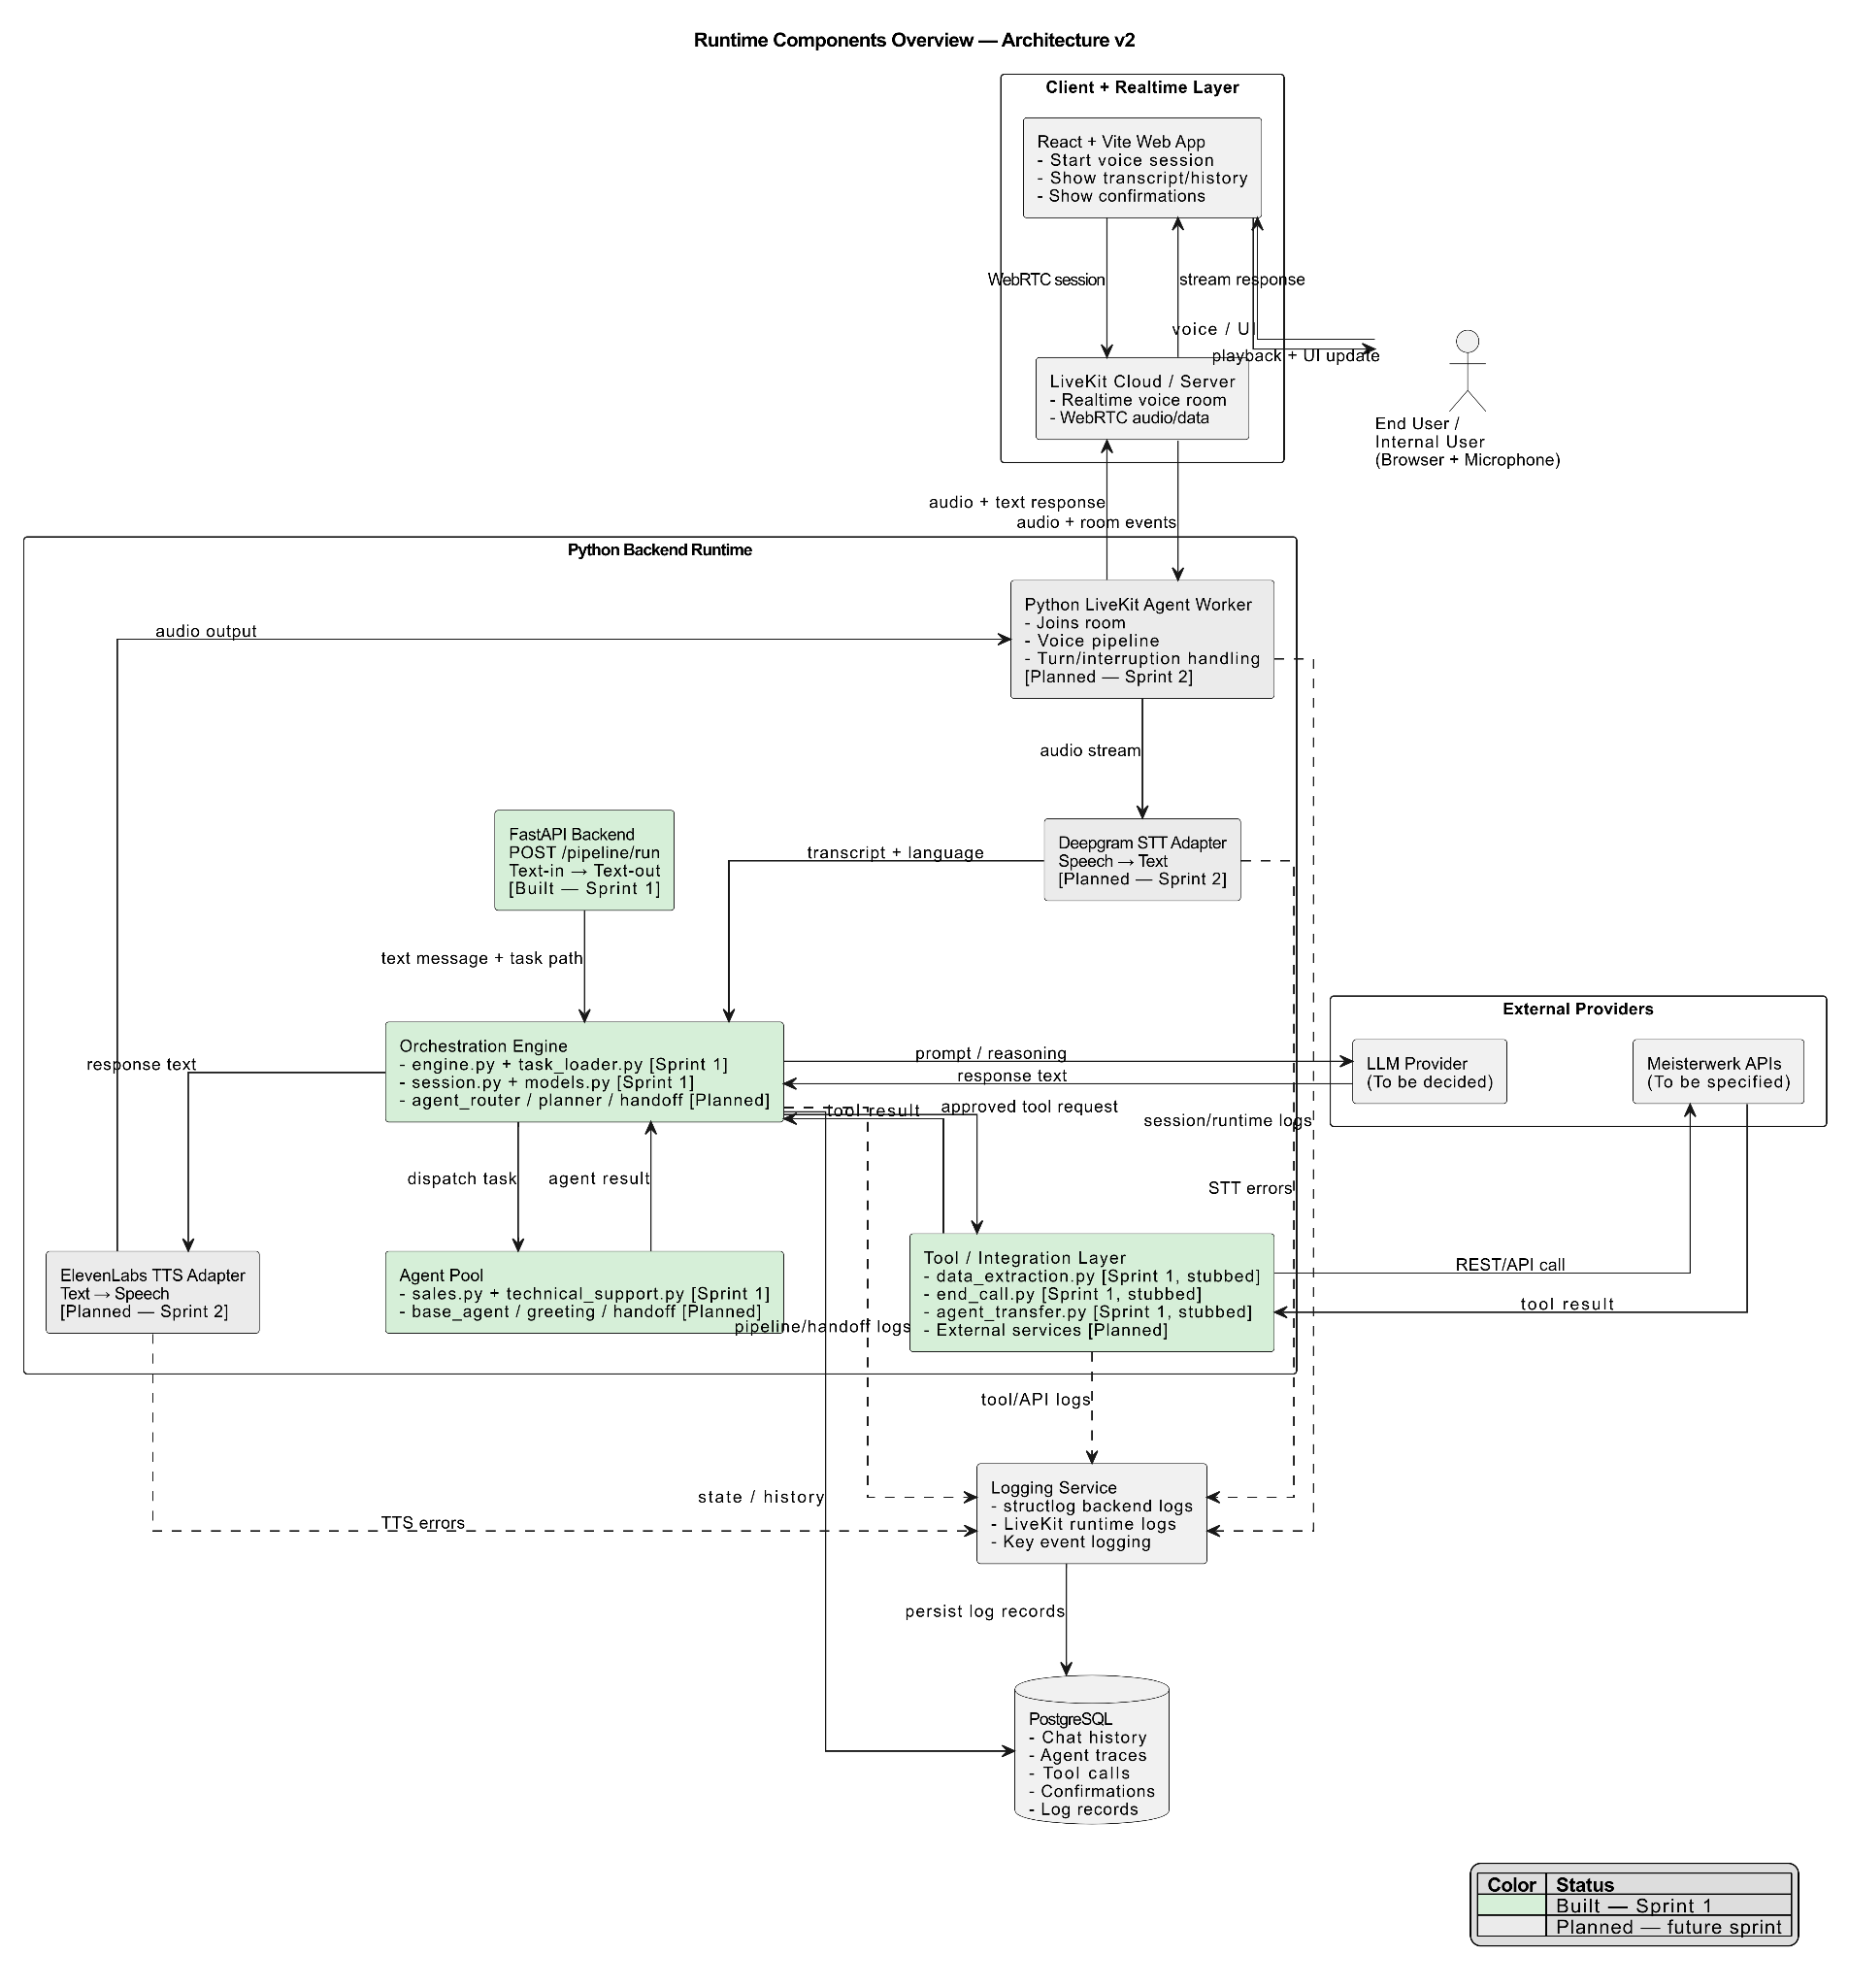 Runtime Components Overview — Architecture v2
Client + Realtime Layer
React + Vite Web App
- Start voice session
- Show transcript/history
- Show confirmations
WebRTC session
stream response
voice / UI
playback + UI update
LiveKit Cloud / Server
- Realtime voice room
- WebRTC audio/data
End User /
Internal User
(Browser + Microphone)
audio + text response
audio + room events
Python Backend Runtime
Python LiveKit Agent Worker
- Joins room
- Voice pipeline
- Turn/interruption handling
[Planned — Sprint 2]
audio output
audio stream
FastAPI Backend
POST /pipeline/run
Text-in → Text-out
[Built — Sprint 1]
transcript + language
Deepgram STT Adapter
Speech → Text
[Planned — Sprint 2]
text message + task path
External Providers
Orchestration Engine
- engine.py + task_loader.py [Sprint 1]
- session.py + models.py [Sprint 1]
- agent_router / planner / handoff [Planned]
response text
prompt / reasoning
response text
LLM Provider
(To be decided)
Meisterwerk APIs
(To be specified)
tool result
approved tool request
session/runtime logs
dispatch task
agent result
STT errors
ElevenLabs TTS Adapter
Text → Speech
[Planned — Sprint 2]
Agent Pool
- sales.py + technical_support.py [Sprint 1]
- base_agent / greeting / handoff [Planned]
pipeline/handoff logs
Tool / Integration Layer
- data_extraction.py [Sprint 1, stubbed]
- end_call.py [Sprint 1, stubbed]
- agent_transfer.py [Sprint 1, stubbed]
- External services [Planned]
REST/API call
tool result
tool/API logs
state / history
TTS errors
Logging Service
- structlog backend logs
- LiveKit runtime logs
- Key event logging
persist log records
PostgreSQL
- Chat history
- Agent traces
- Tool calls
- Confirmations
- Log records
Color Status
Built — Sprint 1
Planned — future sprint